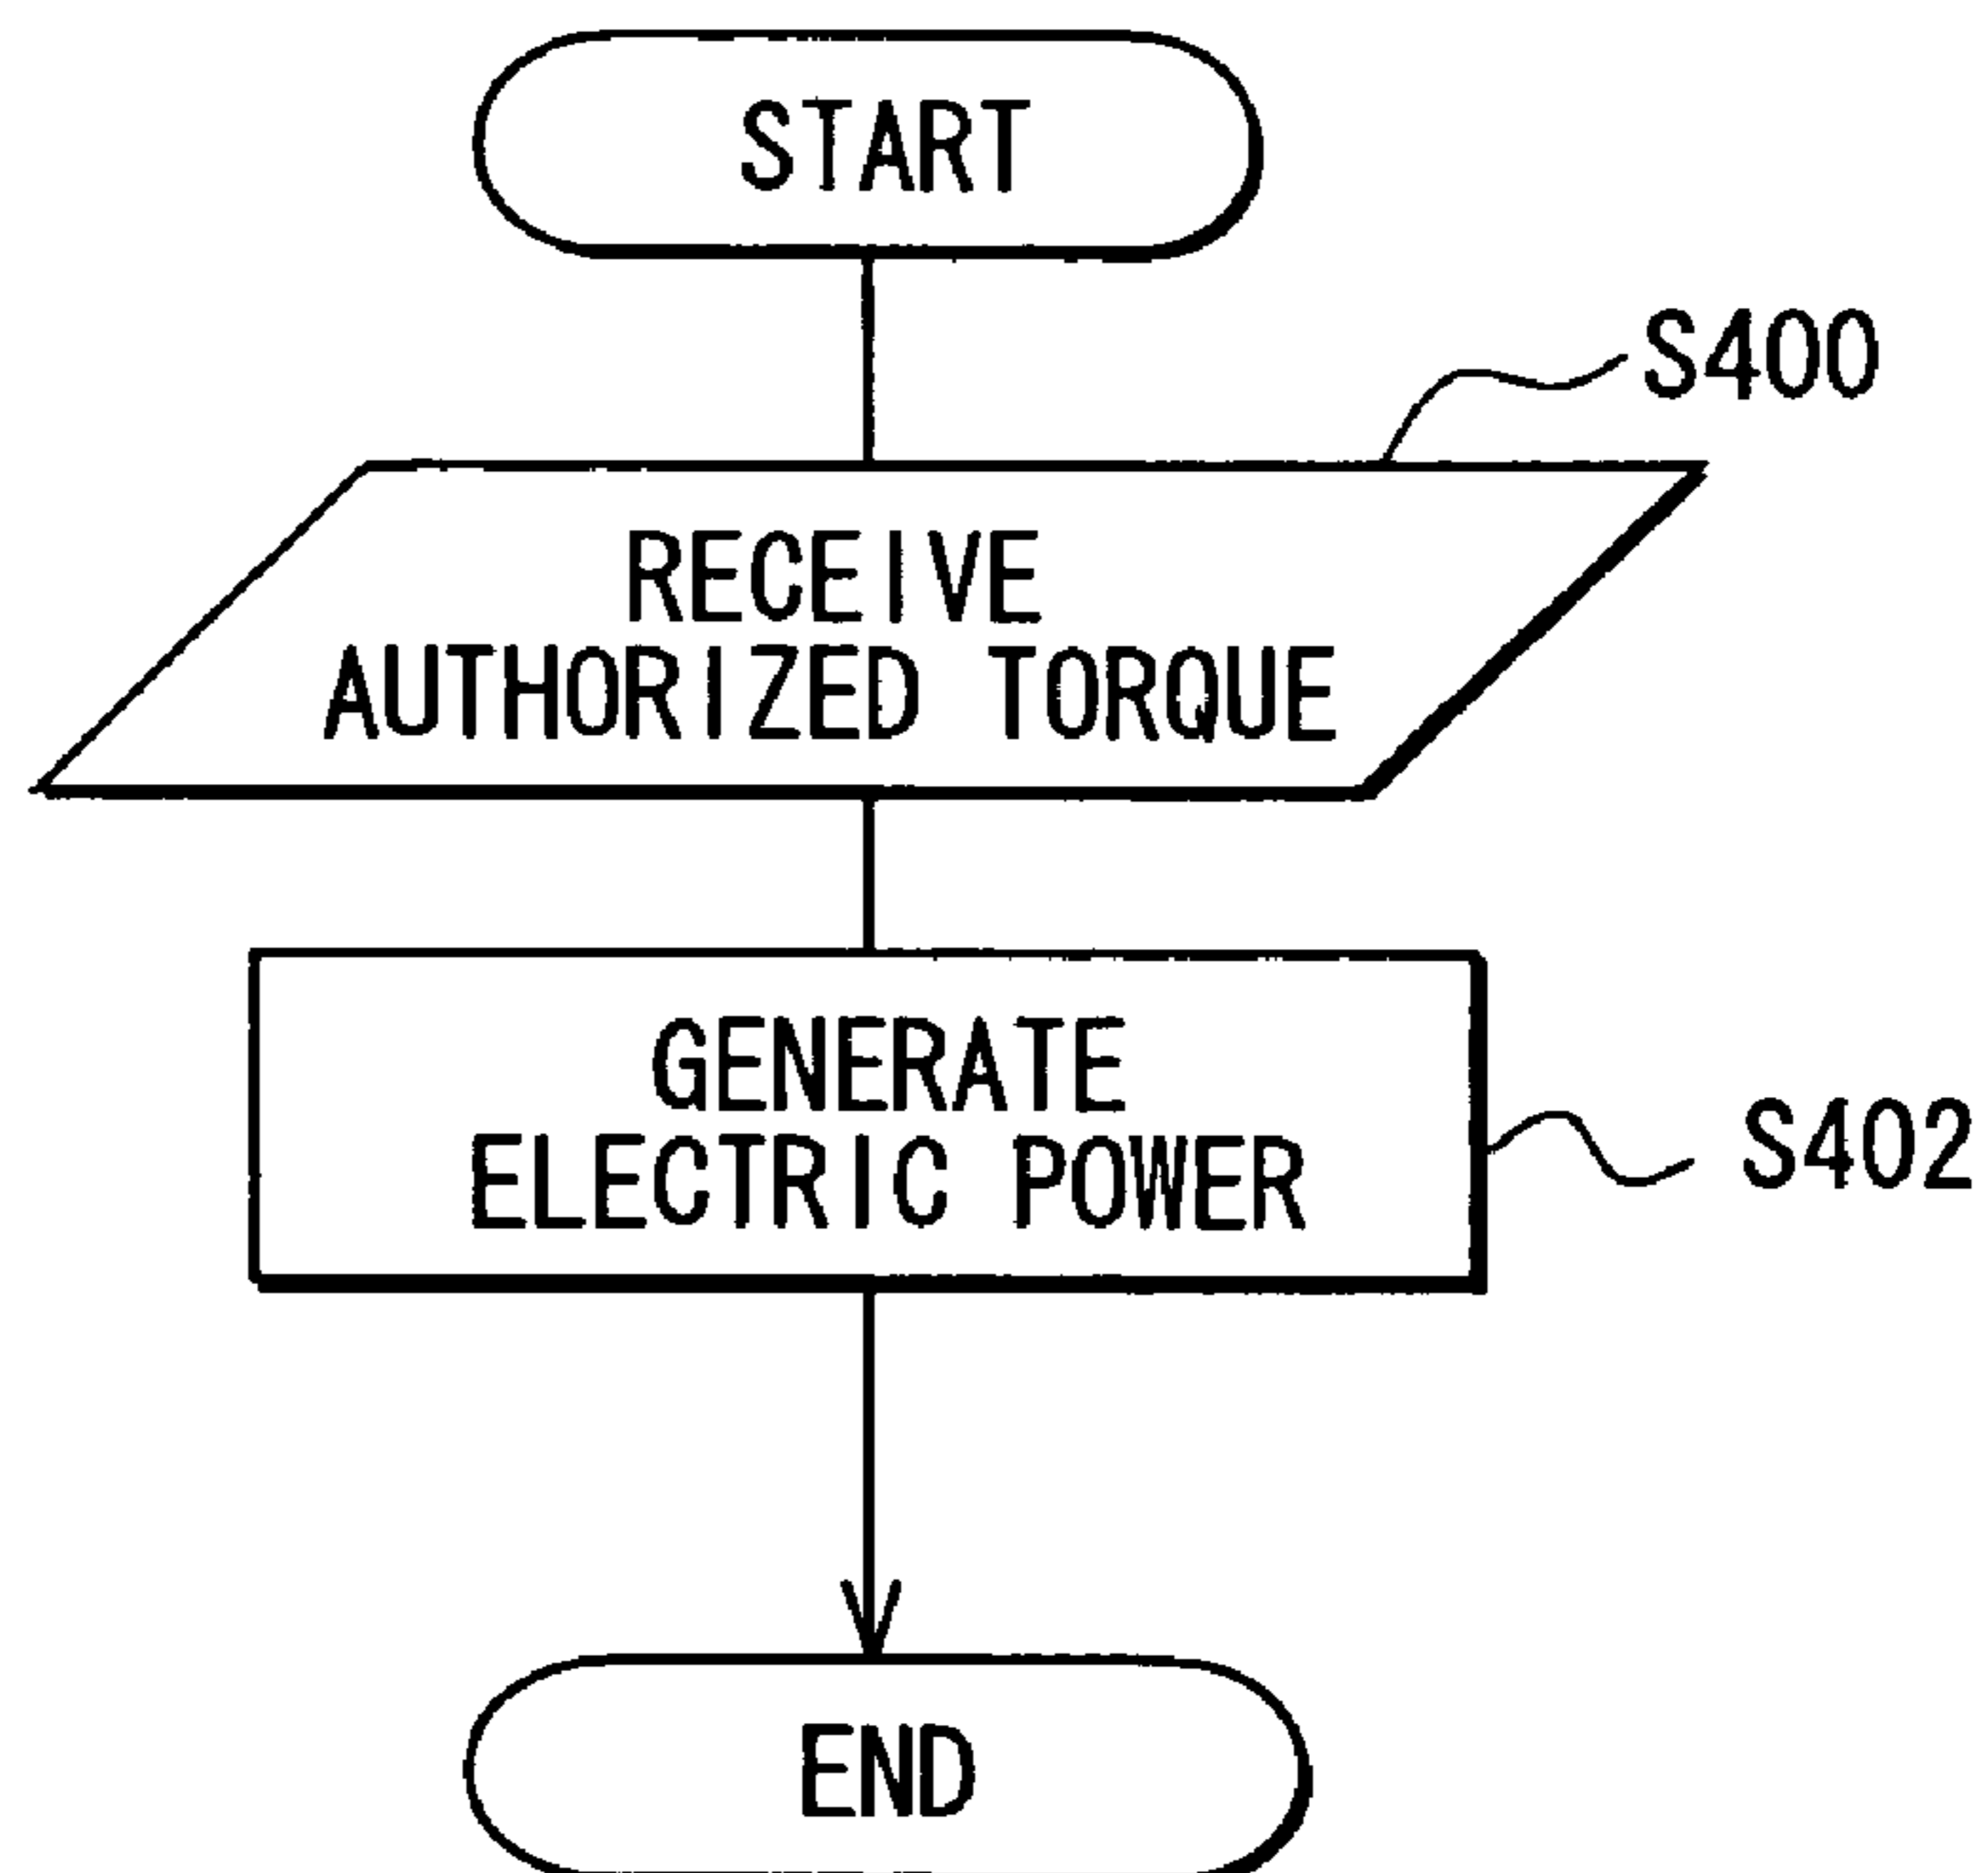 START
S400
RECEIVE
AUTHORIZED TORQUE
GENERATE
ELECTRIC POWER
S402
END